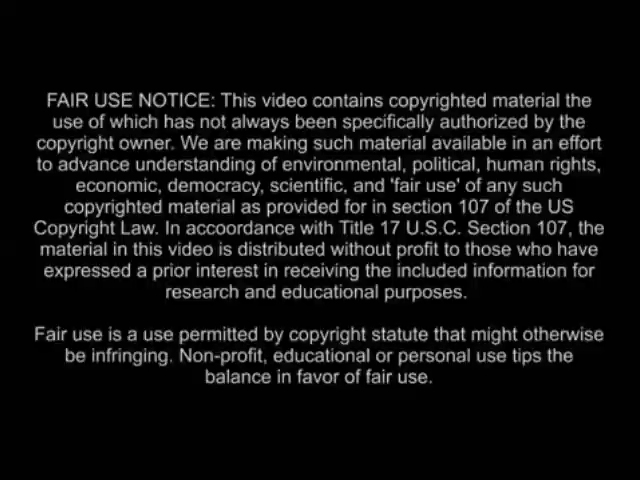 FAIR USE NOTICE: This video contains copyrighted material the
use of which has not always been specifically authorized by the
copyright owner. We are making such material available in an effort
to advance understanding of environmental, political, human rights,
economic, democracy, scientific, and 'fair use' of any such
copyrighted material as provided for in section 107 of the US
Copyright Law. In accoordance with Title 17 U.S.C. Section 107, the
material in this video is distributed without profit to those who have
expressed a prior interest in receiving the included information for
research and educational purposes.
Fair use is a use permitted by copyright statute that might otherwise
be infringing. Non-profit, educational or personal use tips the
balance in favor of fair use.